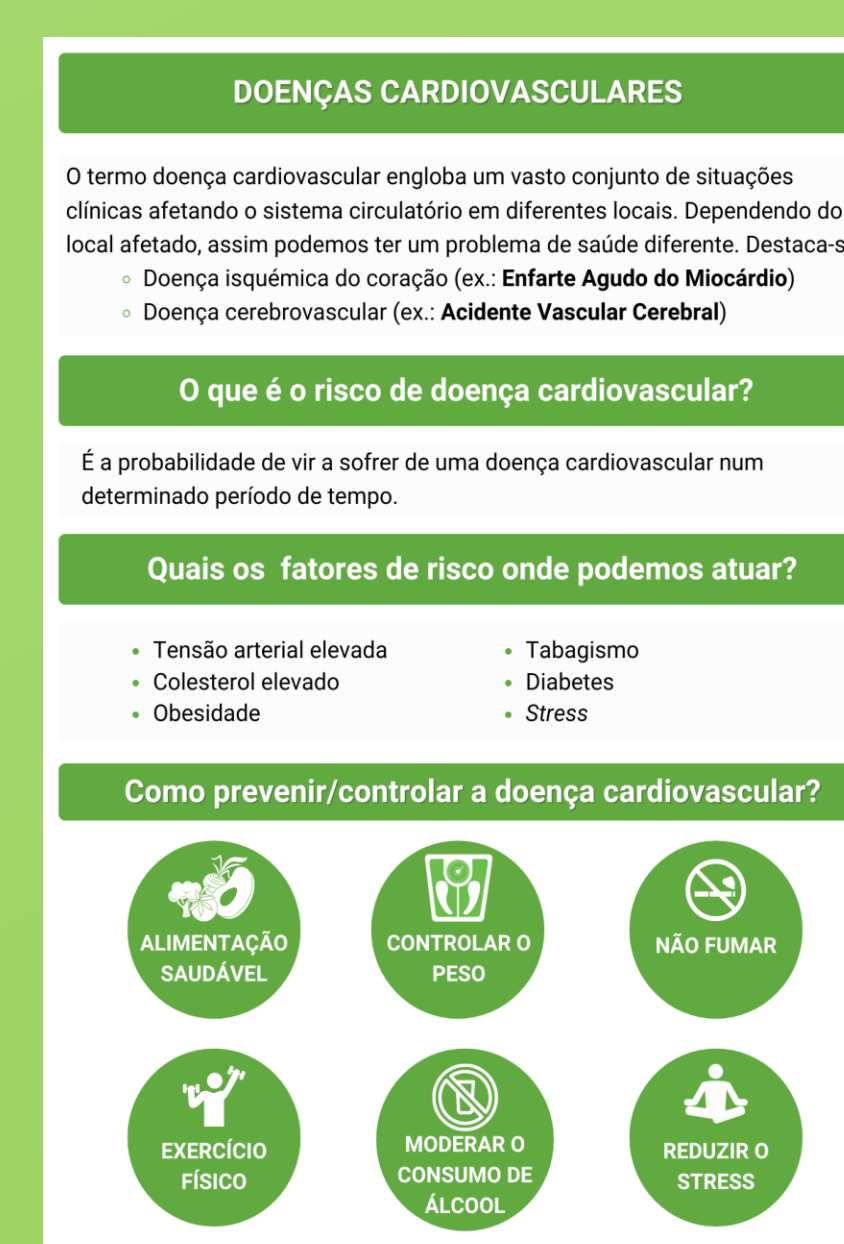 DOENÇAS CARDIOVASCULARES
O termo doença cardiovascular engloba um vasto conjunto de situações
clínicas afetando o sistema circulatório em diferentes locais. Dependendo do
local afetado, assim podemos ter um problema de saúde diferente. Destaca-s
Doença isquémica do coração (ex.: Enfarte Agudo do Miocárdio)
Doença cerebrovascular (ex.: Acidente Vascular Cerebral)
O que é o risco de doença cardiovascular?
É a probabilidade de vir a sofrer de uma doença cardiovascular num
determinado período de tempo.
Quais os fatores de risco onde podemos atuar?
Tensão arterial elevada
Colesterol elevado
Obesidade
Tabagismo
Diabetes
Stress
Como prevenir/controlar a doença cardiovascular?
ALIMENTAÇÃO
SAUDÁVEL
CONTROLAR O
PESO
NÃO FUMAR
EXERCÍCIO
FÍSICO
MODERAR O
CONSUMO DE
ÁLCOOL
REDUZIR O
STRESS